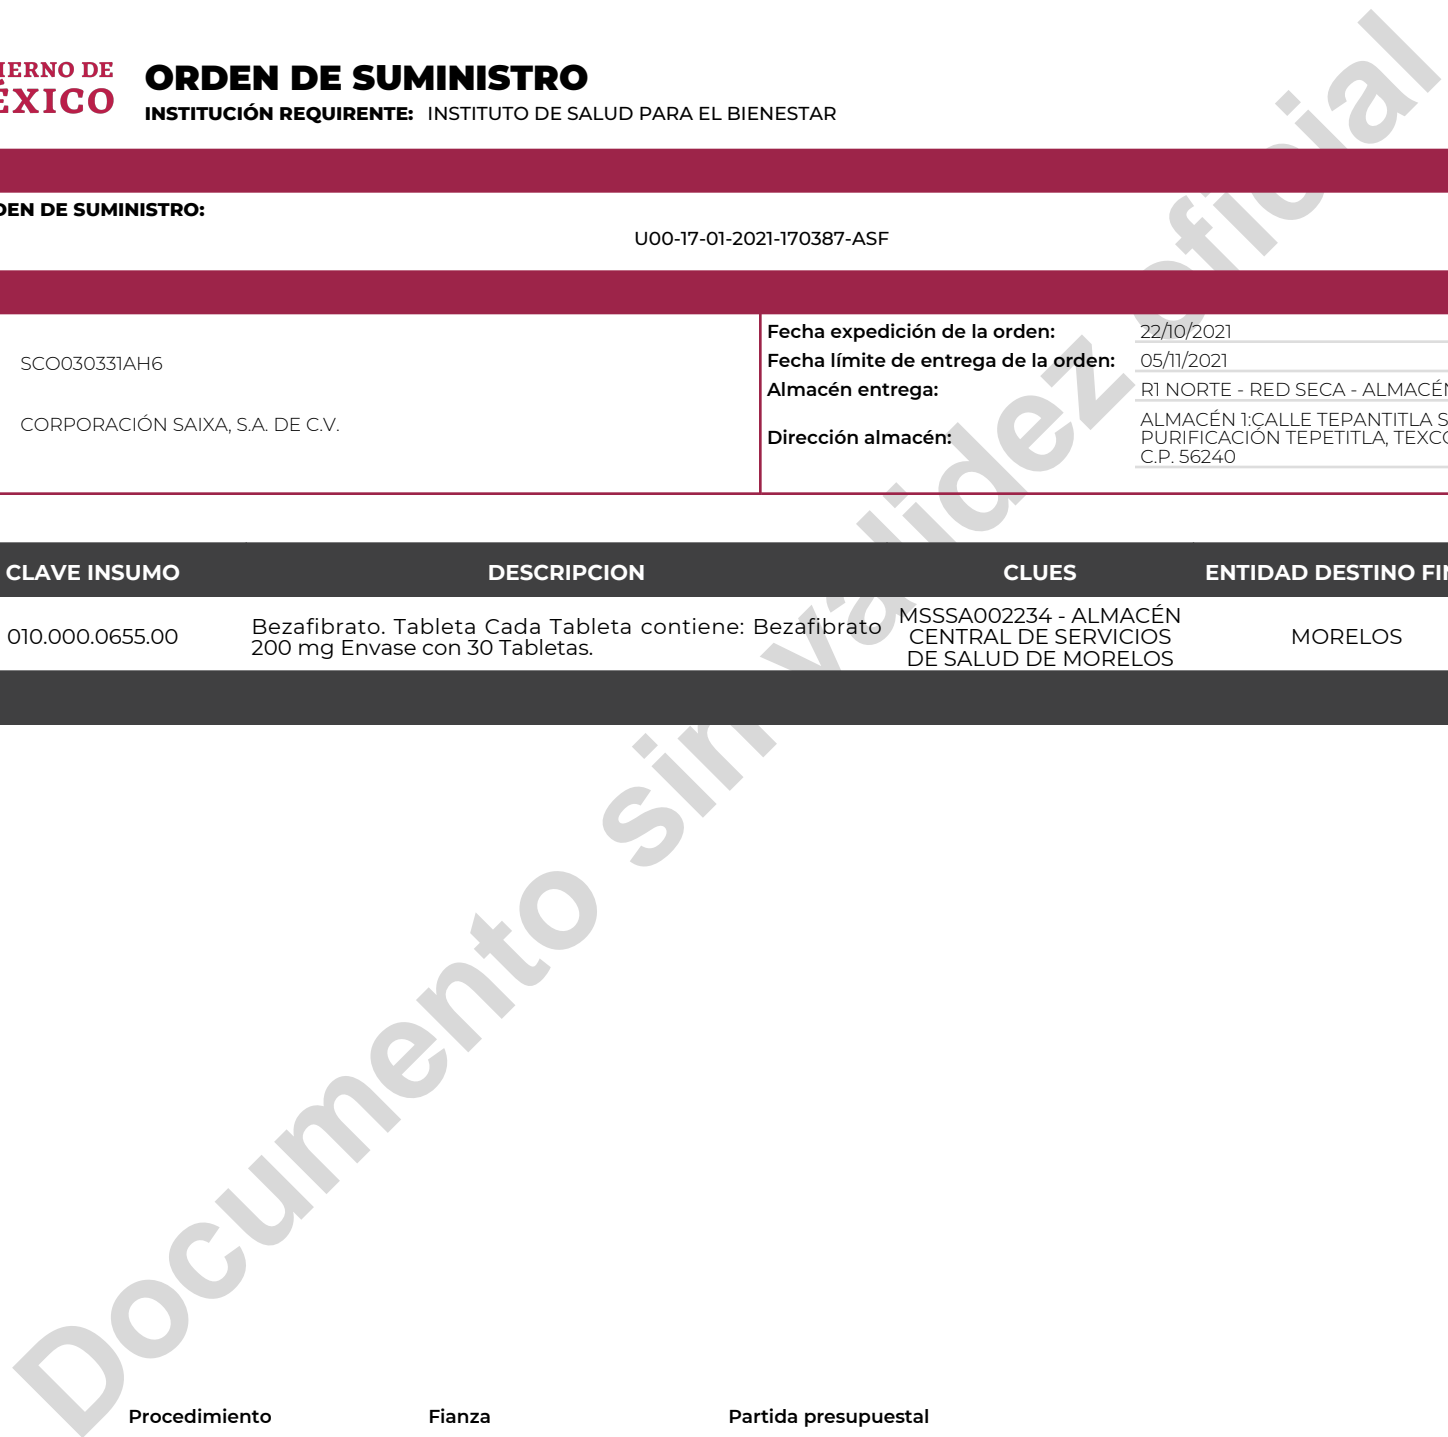 IERNO DE
ÉXICO
ORDEN DE SUMINISTRO
INSTITUCIÓN REQUIRENTE: INSTITUTO DE SALUD PARA EL BIENESTAR
DEN DE SUMINISTRO:
U00-17-01-2021-170387-ASF
SCO030331AH6
CORPORACIÓN SAIXA, S.A. DE C.V.
Fecha expedición de la orden: 22/10/2021
Fecha límite de entrega de la orden: 05/11/2021
Almacén entrega: R1 NORTE - RED SECA - ALMACÉN
Dirección almacén:
ALMACÉN 1:CALLE TEPANTITLA S
PURIFICACIÓN TEPETITLA, TEXCO
C.P. 56240
CLAVE INSUMO DESCRIPCION CLUES ENTIDAD DESTINO FIN
010.000.0655.00
Bezafibrato. Tableta Cada Tableta contiene: Bezafibrato
200 mg Envase con 30 Tabletas.
MSSSA002234 - ALMACÉN
CENTRAL DE SERVICIOS
DE SALUD DE MORELOS
MORELOS
Documento sin validez oficial
Procedimiento Fianza Partida presupuestal